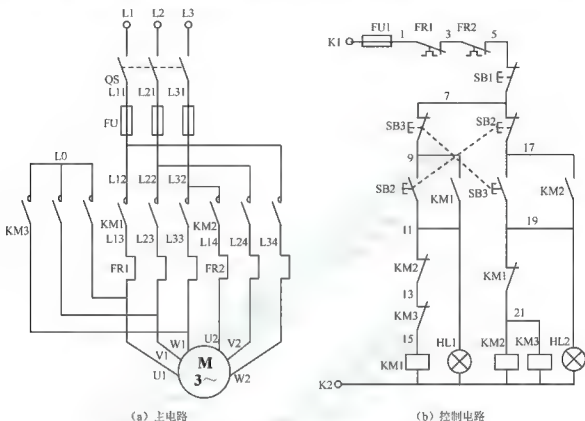 L1 L2 L3
QS
L11 L21 L31
FU
L0
L12 L22 L32
KM3 KM1 KM2
L13 L23 L33 L14 L24 L34
FR1 FR2
W1 U2
V1 V2
U1 W2
M
3～
(a) 主电路
K1 FU1 1 FR1 3 FR2 5
SB1
7
SB3 SB2
9 17
SB2 KM1 SB3 KM2
11 19
KM2 KM1
13
KM3 21
15
KM1 HL1 KM2 KM3 HL2
K2
(b) 控制电路